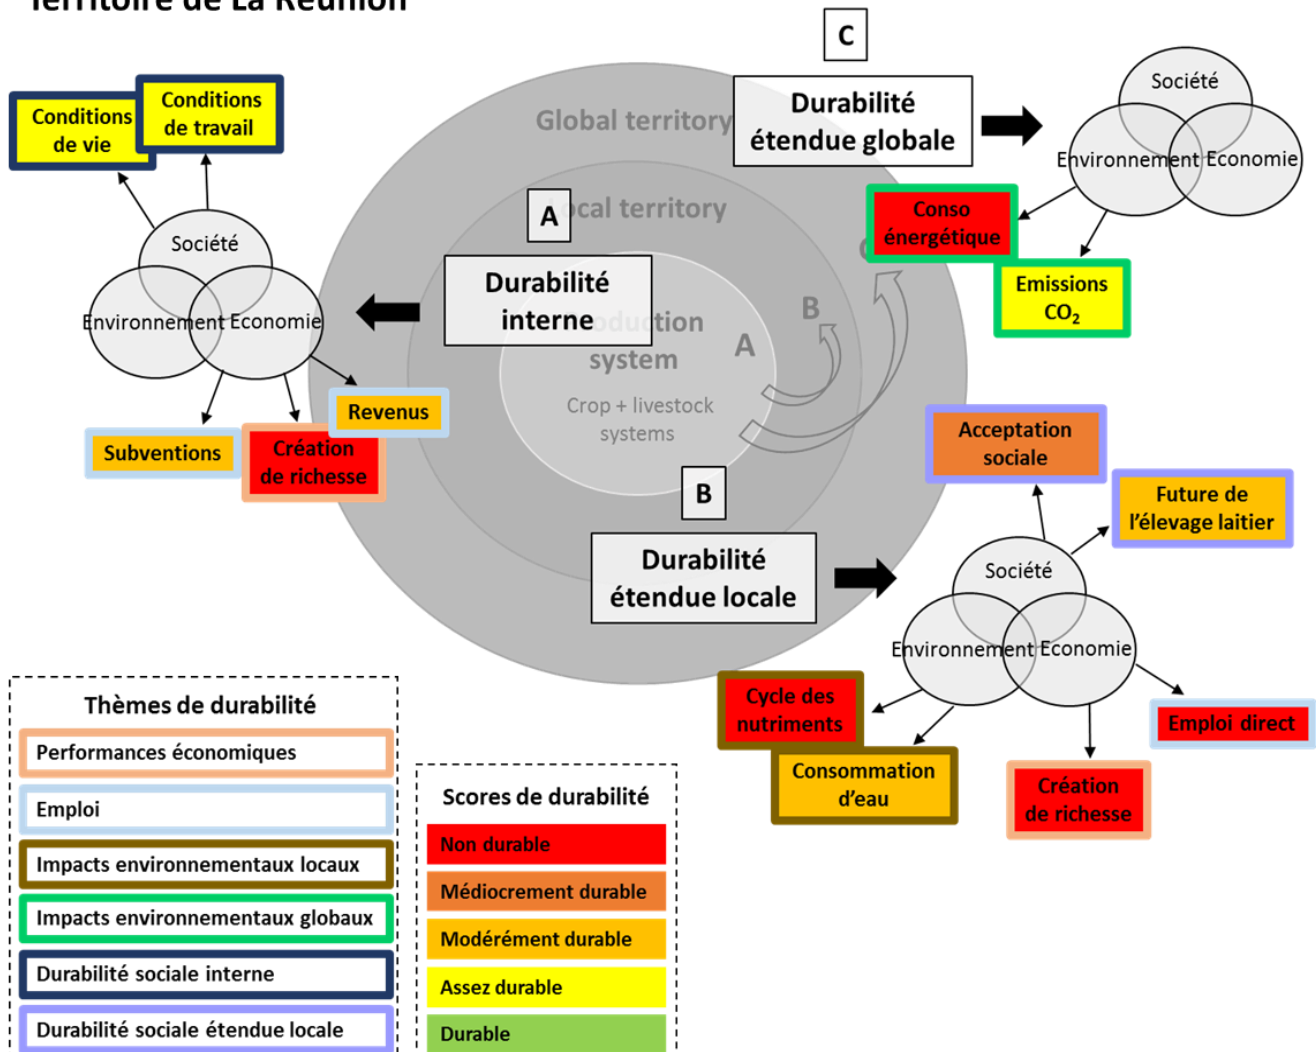 Territoire de La Réunion
C
Durabilité
étendue globale
Société
Environnement
Economie
Conso
énergétique
Emissions
CO₂
Conditions
de vie
Conditions
de travail
Global territory
Local territory
A
Durabilité
interne
Société
Environnement
Economie
Production
system
Crop + livestock
systems
A
B
C
Revenus
Subventions
Création
de richesse
B
Durabilité
étendue locale
Acceptation
sociale
Future de
l'élevage laitier
Société
Environnement
Economie
Cycle des
nutriments
Consommation
d'eau
Emploi direct
Création
de richesse
Thèmes de durabilité
Performances économiques
Emploi
Impacts environnementaux locaux
Impacts environnementaux globaux
Durabilité sociale interne
Durabilité sociale étendue locale
Scores de durabilité
Non durable
Médiocrement durable
Modérément durable
Assez durable
Durable